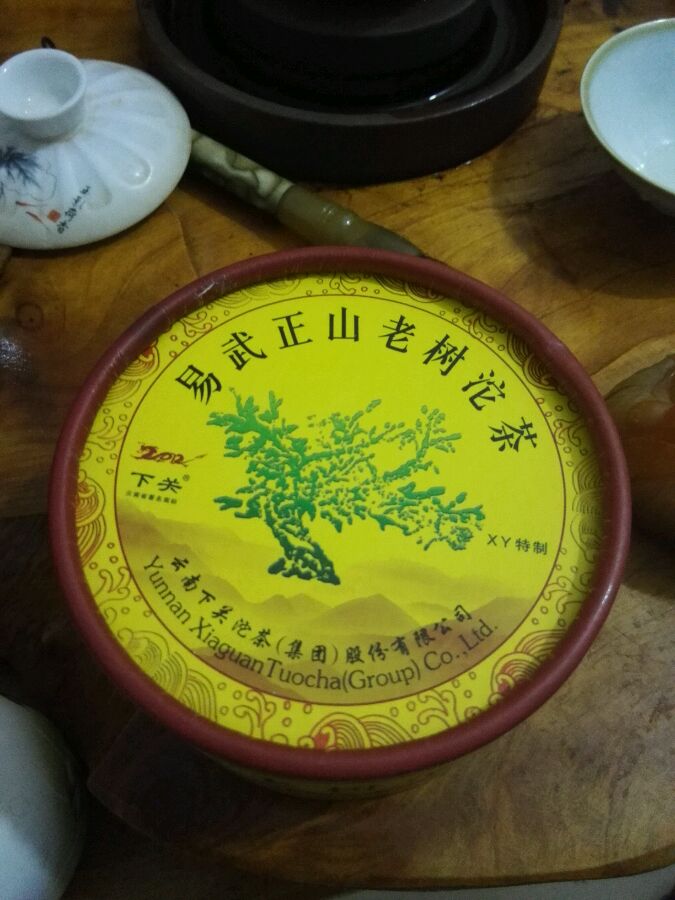 易武正山老树沱茶
2012
下关®
XY特制
云南下关沱茶(集团)股份有限公司
Yunnan Xiaguan Tuocha(Group) Co.,Ltd.